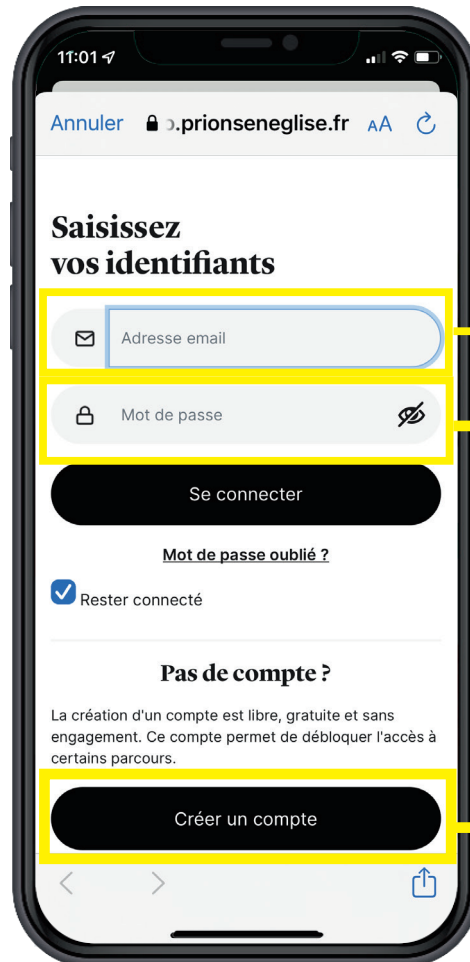 11:01
Annuler .prionseneglise.fr AA
Saisissez
vos identifiants
Adresse email
Mot de passe
Se connecter
Mot de passe oublié ?
Rester connecté
Pas de compte ?
La création d'un compte est libre, gratuite et sans
engagement. Ce compte permet de débloquer l'accès à
certains parcours.
Créer un compte